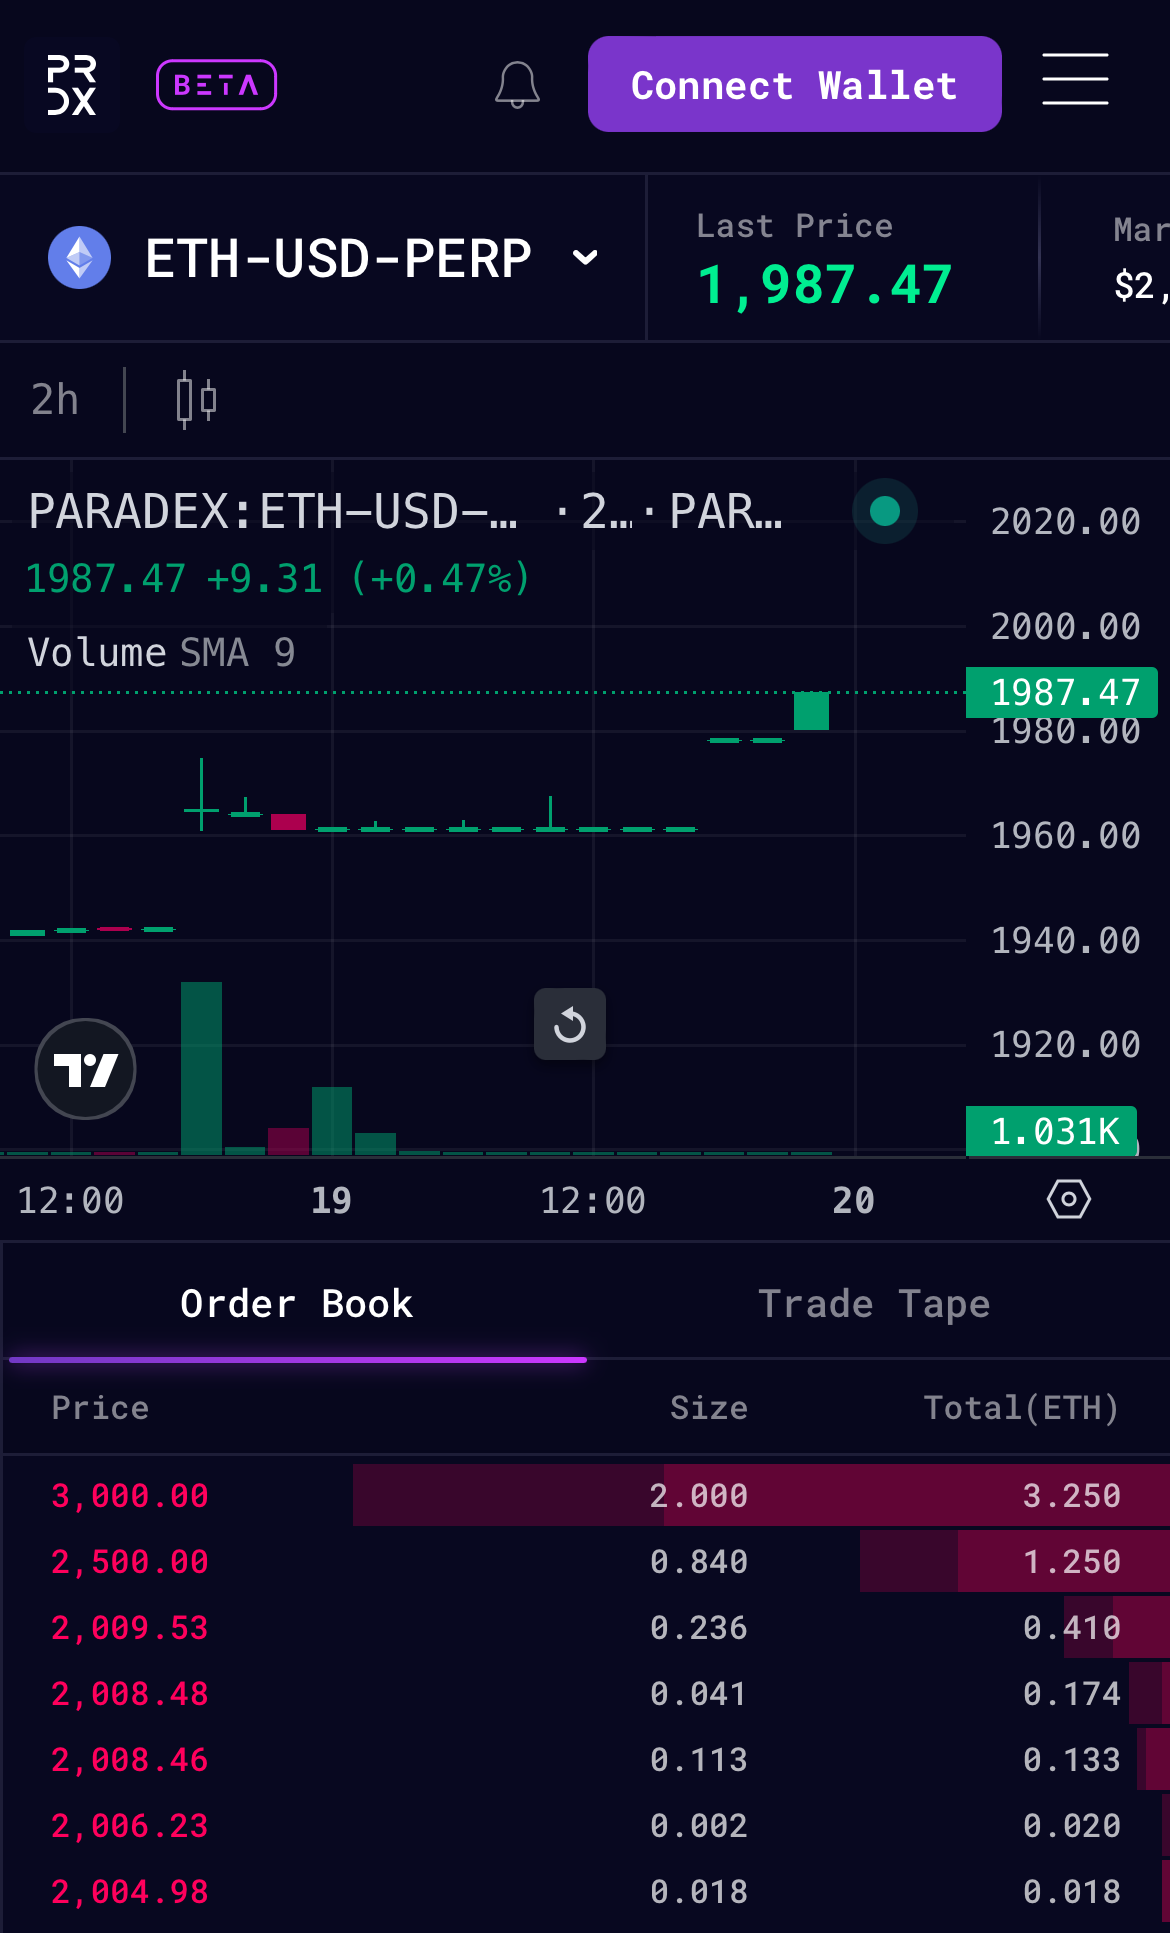 PR
DX
BETA
Connect Wallet
ETH-USD-PERP
Last Price
1,987.47
Mar
$2,
2h
PARADEX:ETH-USD-… ·2…·PAR…
1987.47 +9.31 (+0.47%)
Volume SMA 9
2020.00
2000.00
1987.47
1980.00
1960.00
1940.00
1920.00
1.031K
12:00 19 12:00 20
Order Book Trade Tape
Price Size Total(ETH)
3,000.00 2.000 3.250
2,500.00 0.840 1.250
2,009.53 0.236 0.410
2,008.48 0.041 0.174
2,008.46 0.113 0.133
2,006.23 0.002 0.020
2,004.98 0.018 0.018